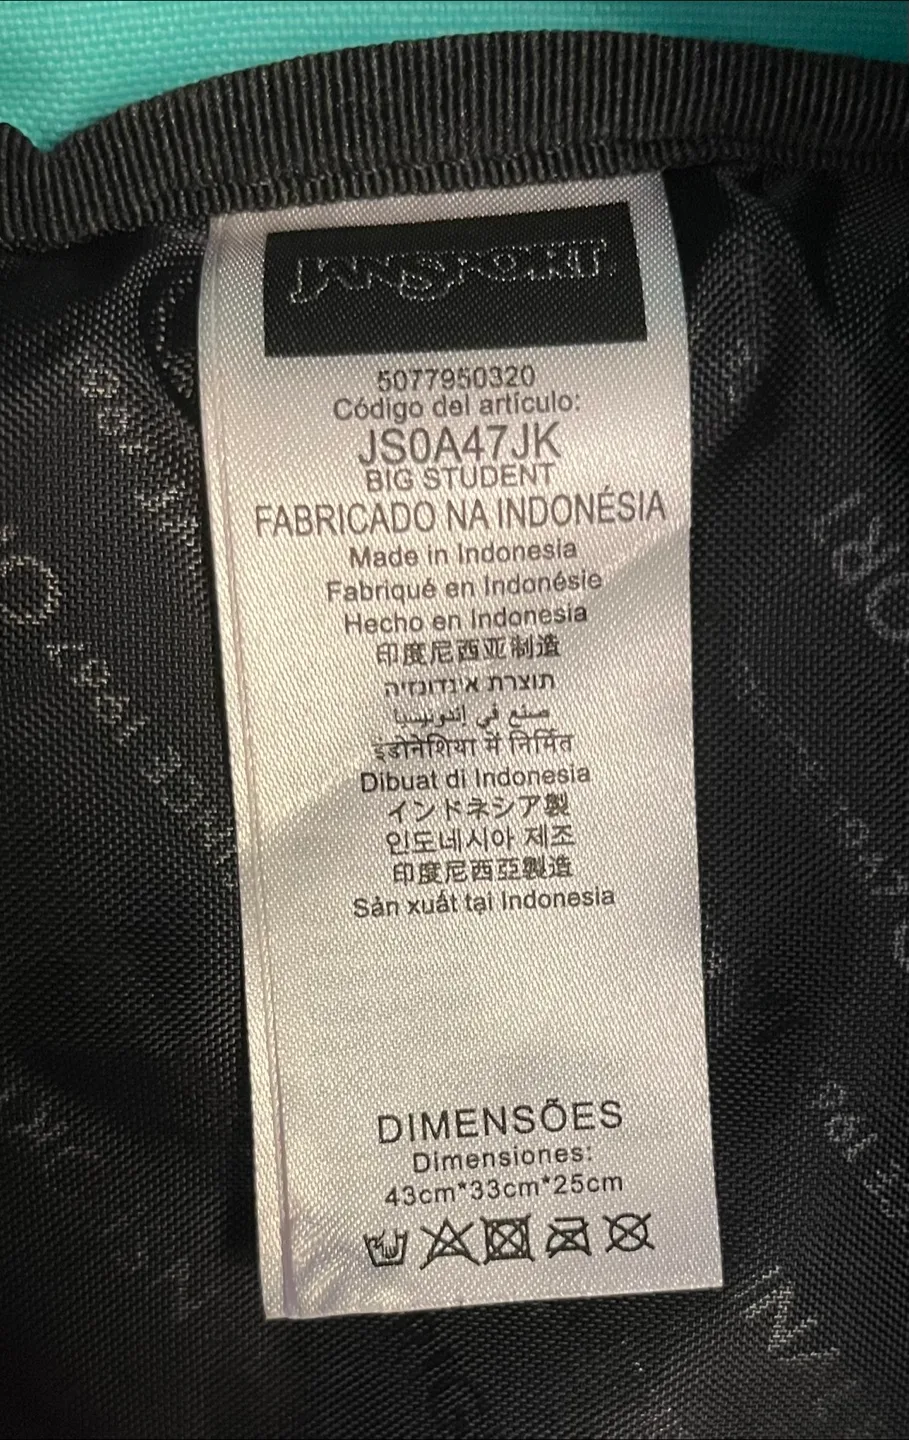 JANSPORT
5077950320
Código del artículo:
JS0A47JK
BIG STUDENT
FABRICADO NA INDONÉSIA
Made in Indonesia
Fabriqué en Indonésie
Hecho en Indonesia
印度尼西亚制造
תוצרת אינדונזיה
صنع في إندونيسيا
इंडोनेशिया में निर्मित
Dibuat di Indonesia
インドネシア製
인도네시아 제조
印度尼西亞製造
Sản xuất tại Indonesia
DIMENSÕES
Dimensiones:
43cm*33cm*25cm